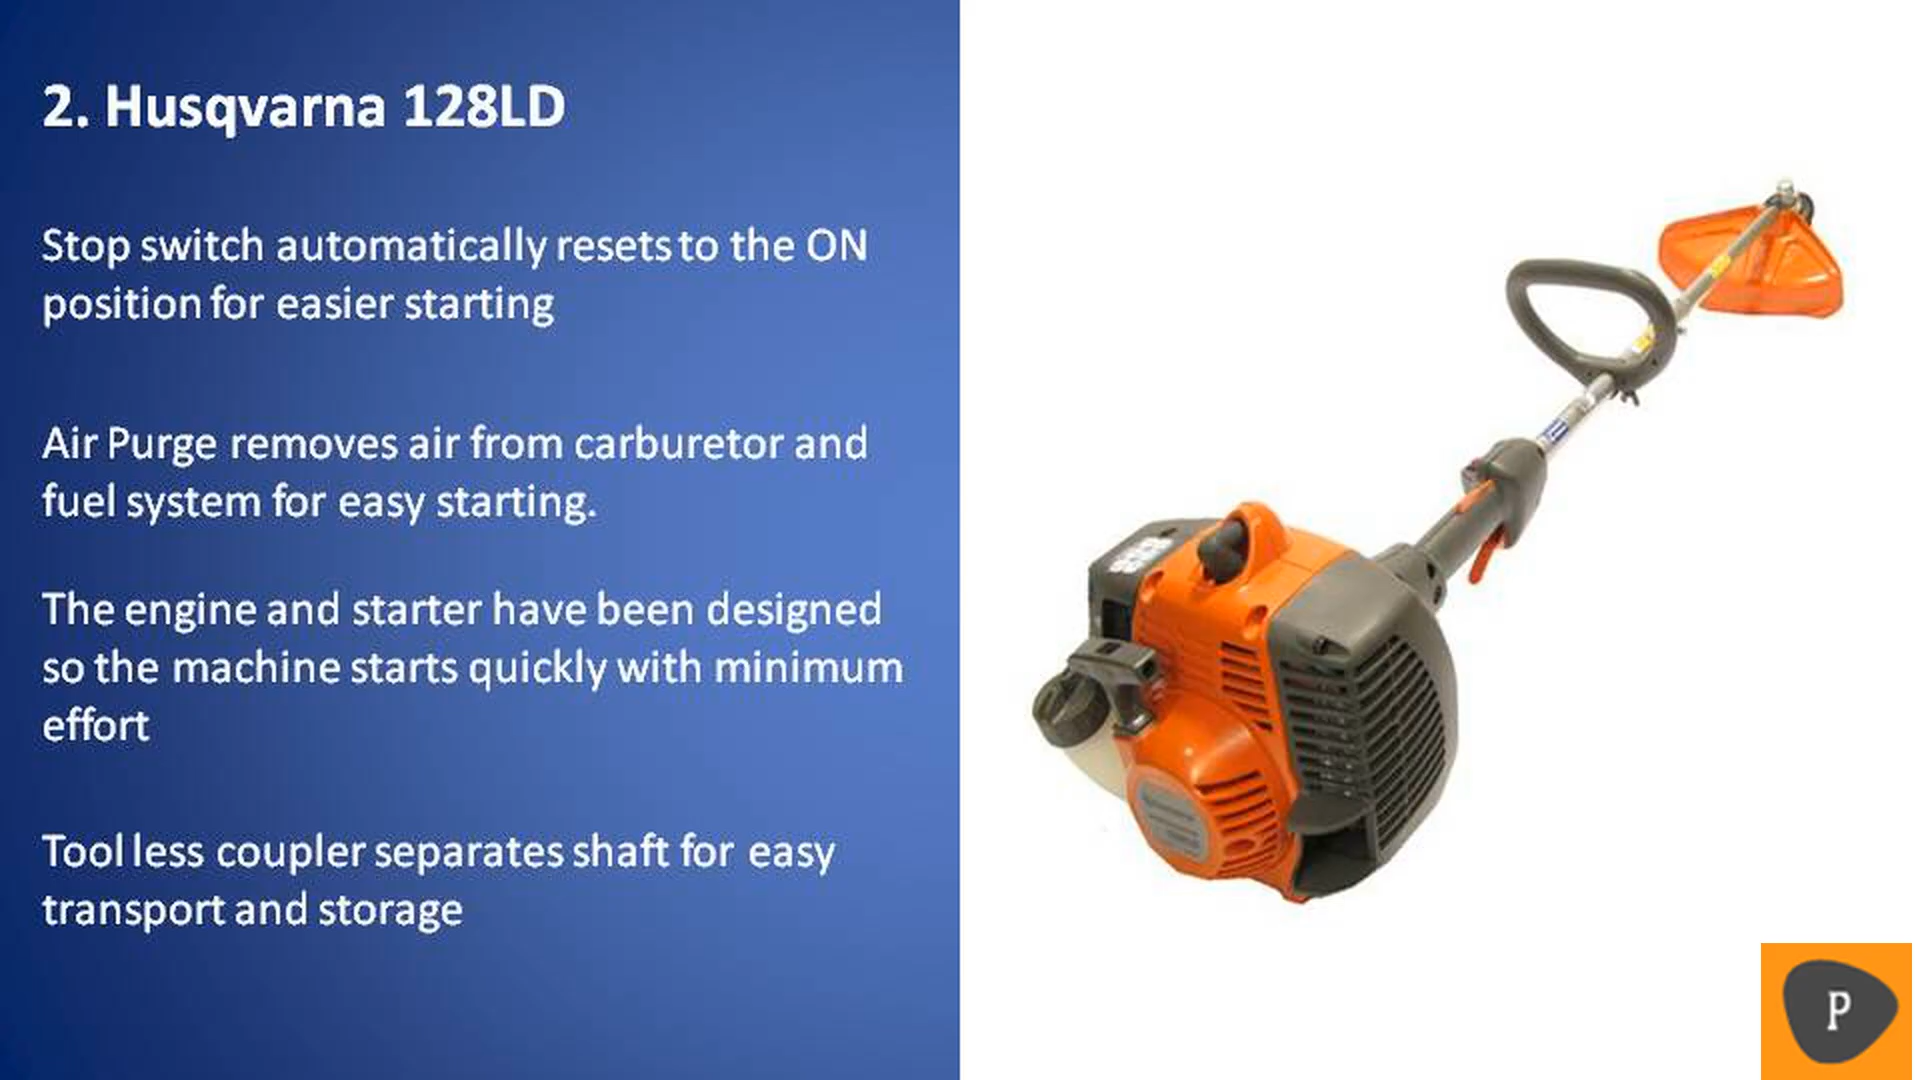 2. Husqvarna 128LD
Stop switch automatically resets to the ON
position for easier starting
Air Purge removes air from carburetor and
fuel system for easy starting.
The engine and starter have been designed
so the machine starts quickly with minimum
effort
Tool less coupler separates shaft for easy
transport and storage
P